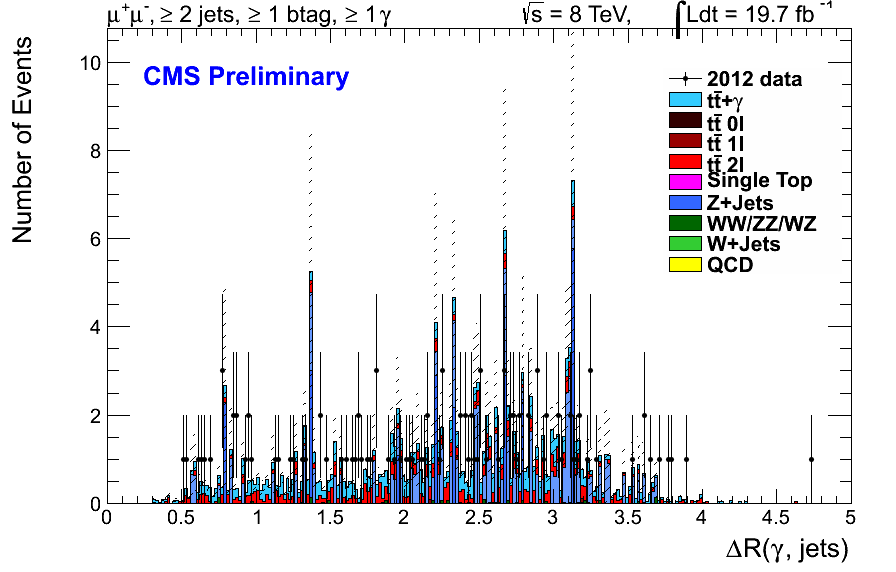 μ⁺μ⁻, ≥ 2 jets, ≥ 1 btag, ≥ 1 γ
√s = 8 TeV, ∫Ldt = 19.7 fb⁻¹
CMS Preliminary
Number of Events
10
8
6
4
2
0
2012 data
tt̄+γ
tt̄ 0l
tt̄ 1l
tt̄ 2l
Single Top
Z+Jets
WW/ZZ/WZ
W+Jets
QCD
0 0.5 1 1.5 2 2.5 3 3.5 4 4.5 5
ΔR(γ, jets)